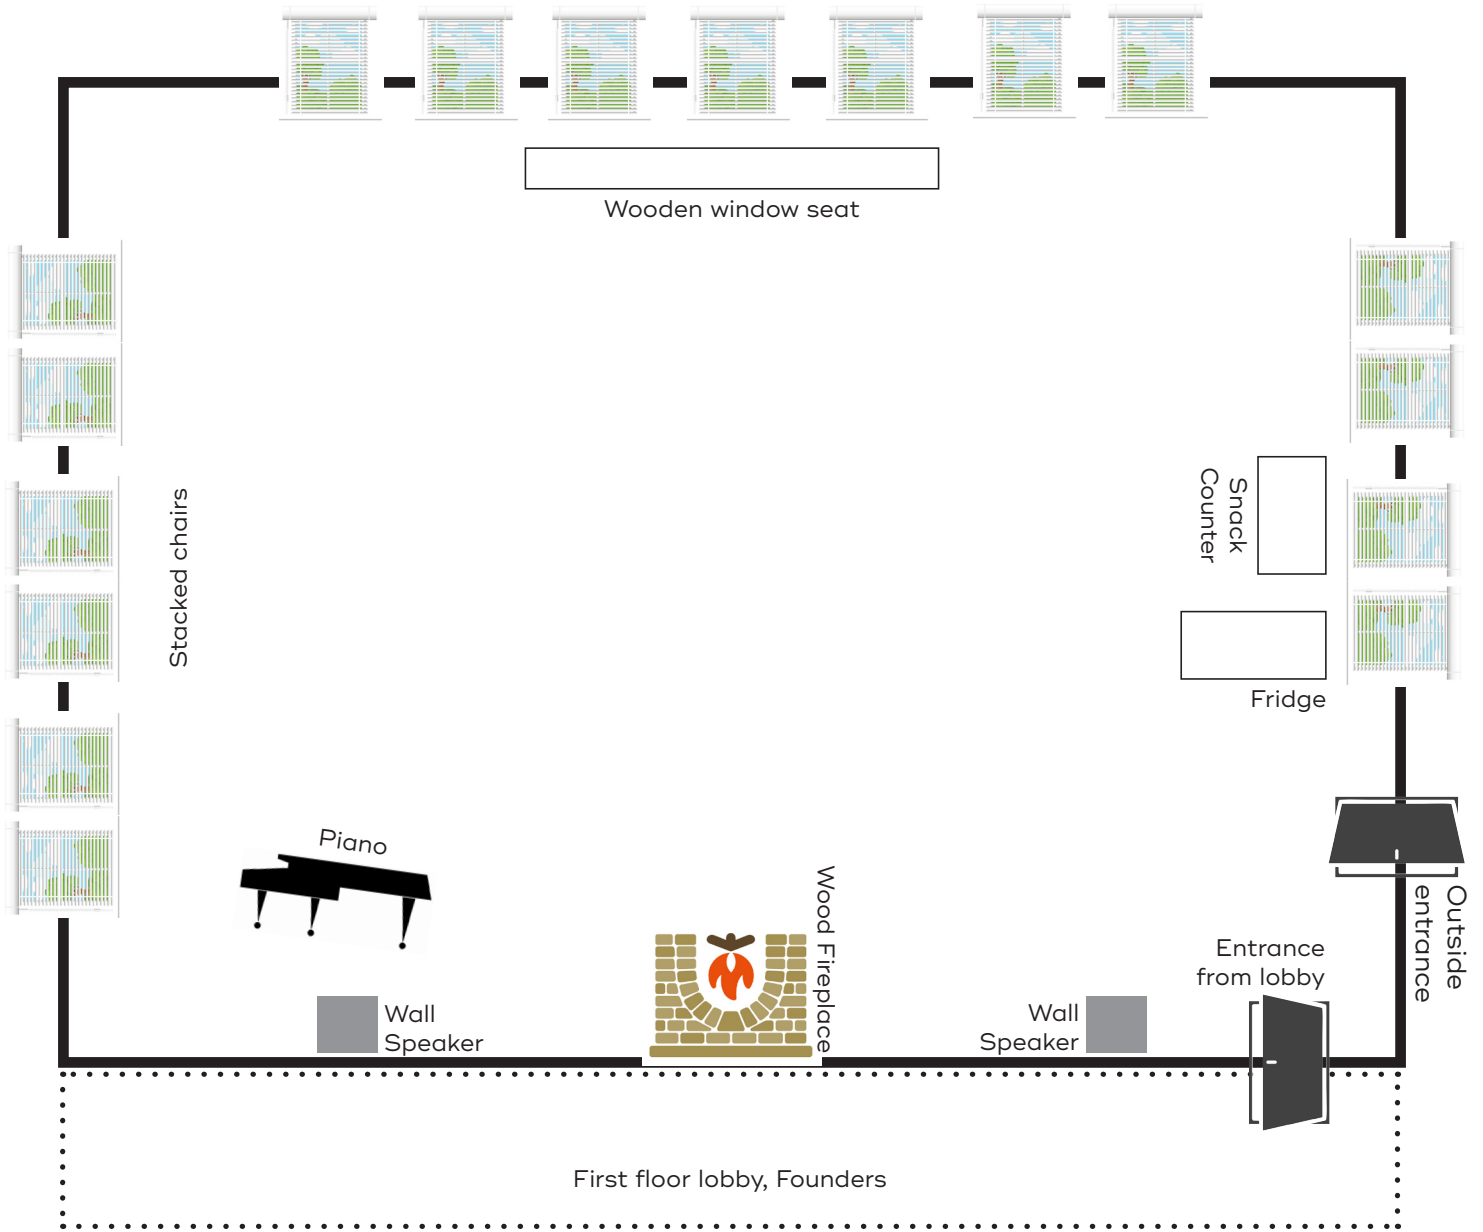 Wooden window seat
Stacked chairs
Snack
Counter
Fridge
Piano
Wood Fireplace
Outside
entrance
Entrance
from lobby
Wall
Speaker
Wall
Speaker
First floor lobby, Founders